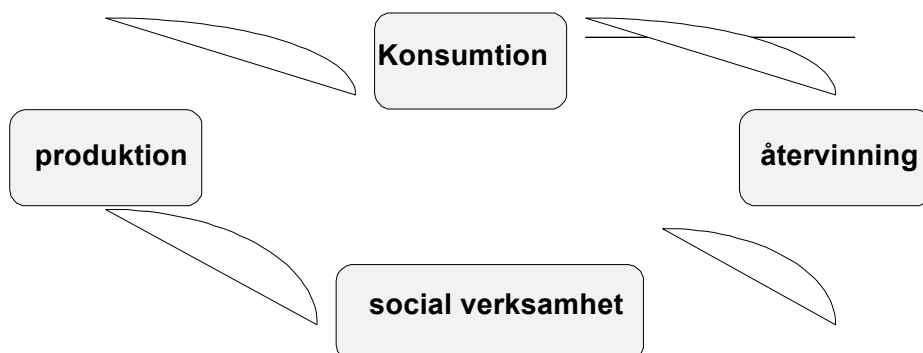 Konsumtion
produktion
återvinning
social verksamhet